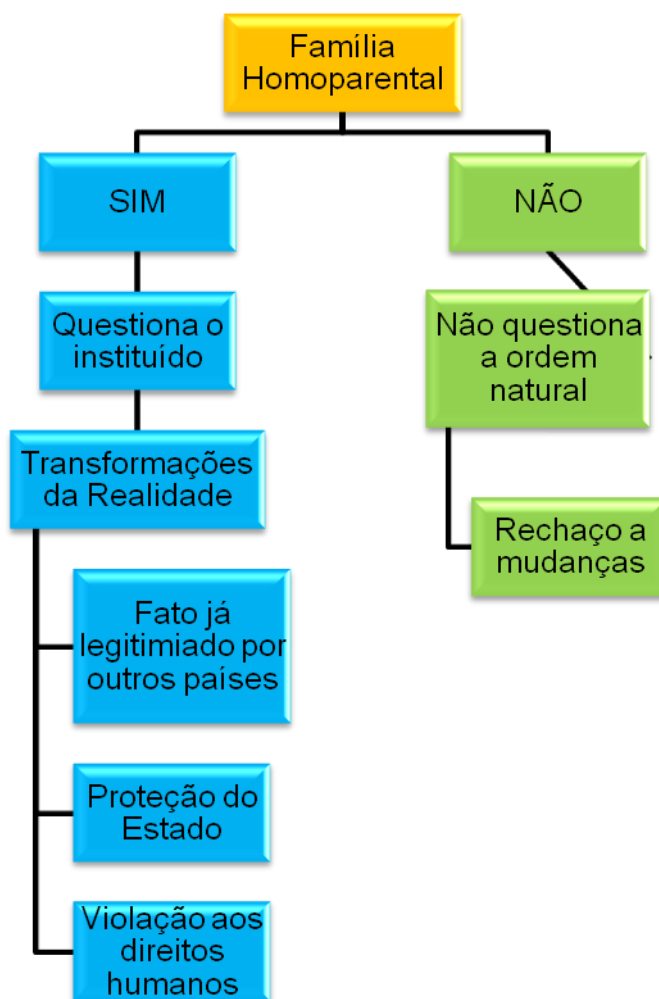 Família
Homoparental
SIM
NÃO
Questiona o
instituído
Não questiona
a ordem
natural
Transformações
da Realidade
Rechaço a
mudanças
Fato já
legitimiado por
outros países
Proteção do
Estado
Violação aos
direitos
humanos